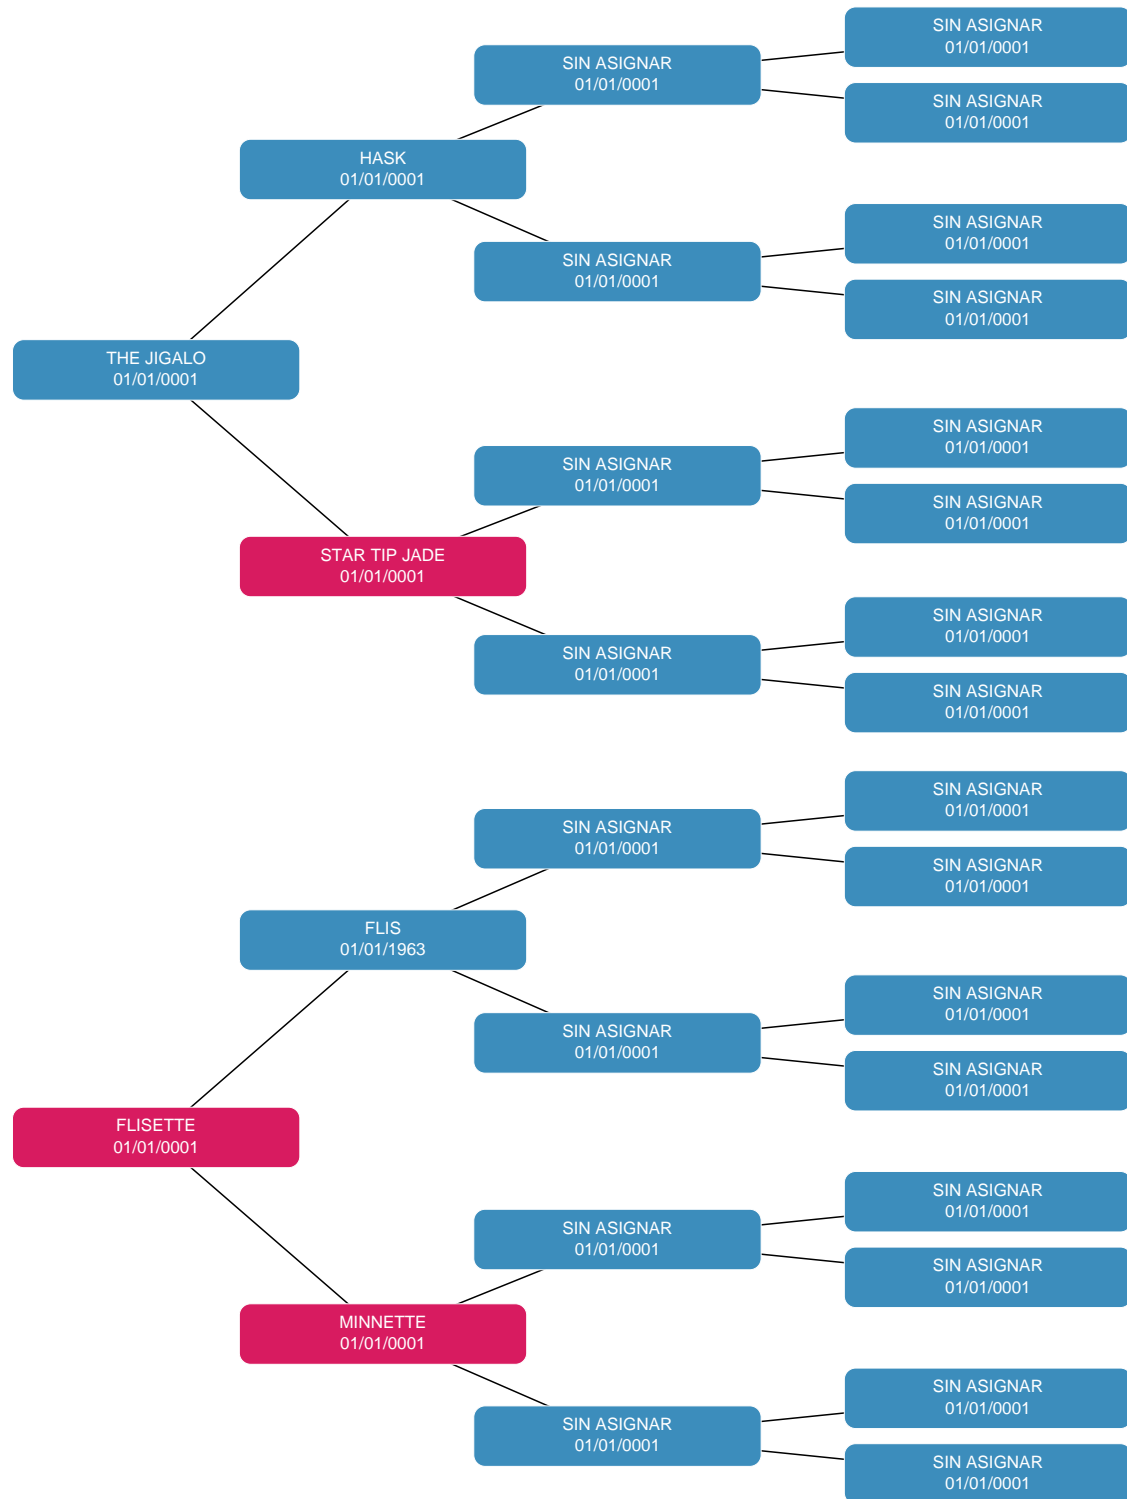 SIN ASIGNAR
01/01/0001
SIN ASIGNAR
01/01/0001
SIN ASIGNAR
01/01/0001
HASK
01/01/0001
SIN ASIGNAR
01/01/0001
SIN ASIGNAR
01/01/0001
SIN ASIGNAR
01/01/0001
THE JIGALO
01/01/0001
SIN ASIGNAR
01/01/0001
SIN ASIGNAR
01/01/0001
SIN ASIGNAR
01/01/0001
STAR TIP JADE
01/01/0001
SIN ASIGNAR
01/01/0001
SIN ASIGNAR
01/01/0001
SIN ASIGNAR
01/01/0001
SIN ASIGNAR
01/01/0001
SIN ASIGNAR
01/01/0001
SIN ASIGNAR
01/01/0001
FLIS
01/01/1963
SIN ASIGNAR
01/01/0001
SIN ASIGNAR
01/01/0001
SIN ASIGNAR
01/01/0001
FLISETTE
01/01/0001
SIN ASIGNAR
01/01/0001
SIN ASIGNAR
01/01/0001
SIN ASIGNAR
01/01/0001
MINNETTE
01/01/0001
SIN ASIGNAR
01/01/0001
SIN ASIGNAR
01/01/0001
SIN ASIGNAR
01/01/0001